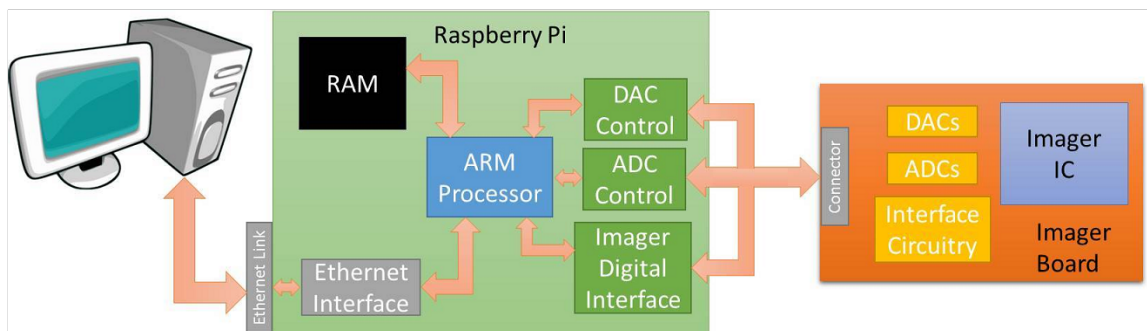 Raspberry Pi
RAM
ARM
Processor
DAC
Control
ADC
Control
Imager
Digital
Interface
Ethernet
Interface
Ethernet Link
Connector
DACs
ADCs
Interface
Circuitry
Imager
IC
Imager
Board